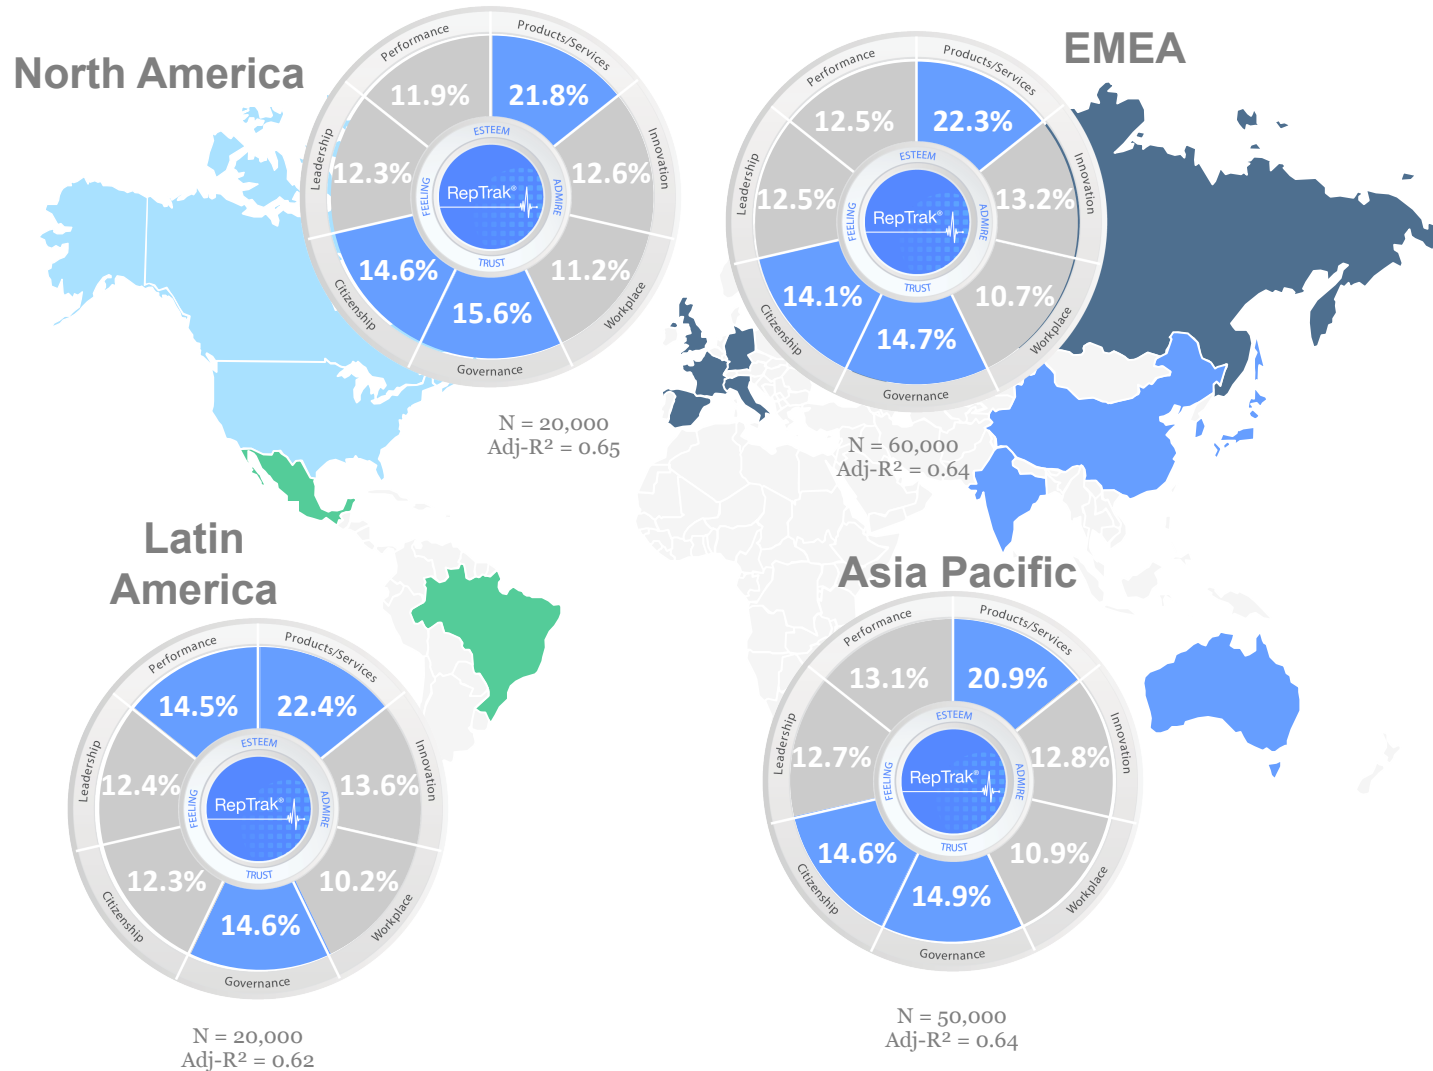 North America
Performance
Products/Services
11.9%
21.8%
Leadership
12.3%
ESTEEM
12.6%
Innovation
FEELING
RepTrak®
ADMIRE
14.6%
TRUST
11.2%
Citizenship
15.6%
Workplace
Governance
N = 20,000
Adj-R² = 0.65
EMEA
Performance
Products/Services
12.5%
22.3%
Leadership
12.5%
ESTEEM
13.2%
Innovation
FEELING
RepTrak®
ADMIRE
14.1%
TRUST
10.7%
Citizenship
14.7%
Workplace
Governance
N = 60,000
Adj-R² = 0.64
Latin
America
Performance
Products/Services
14.5%
22.4%
Leadership
12.4%
ESTEEM
13.6%
Innovation
FEELING
RepTrak®
ADMIRE
12.3%
TRUST
10.2%
Citizenship
14.6%
Workplace
Governance
N = 20,000
Adj-R² = 0.62
Asia Pacific
Performance
Products/Services
13.1%
20.9%
Leadership
12.7%
ESTEEM
12.8%
Innovation
FEELING
RepTrak®
ADMIRE
14.6%
TRUST
10.9%
Citizenship
14.9%
Workplace
Governance
N = 50,000
Adj-R² = 0.64